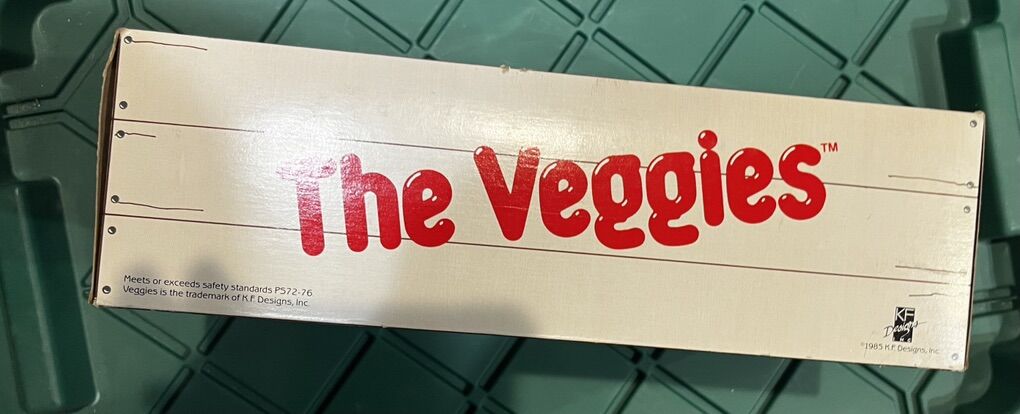 The Veggies™
Meets or exceeds safety standards PS72-76
Veggies is the trademark of K.F. Designs, Inc.
KF
Designs
©1985 K.F. Designs, Inc.